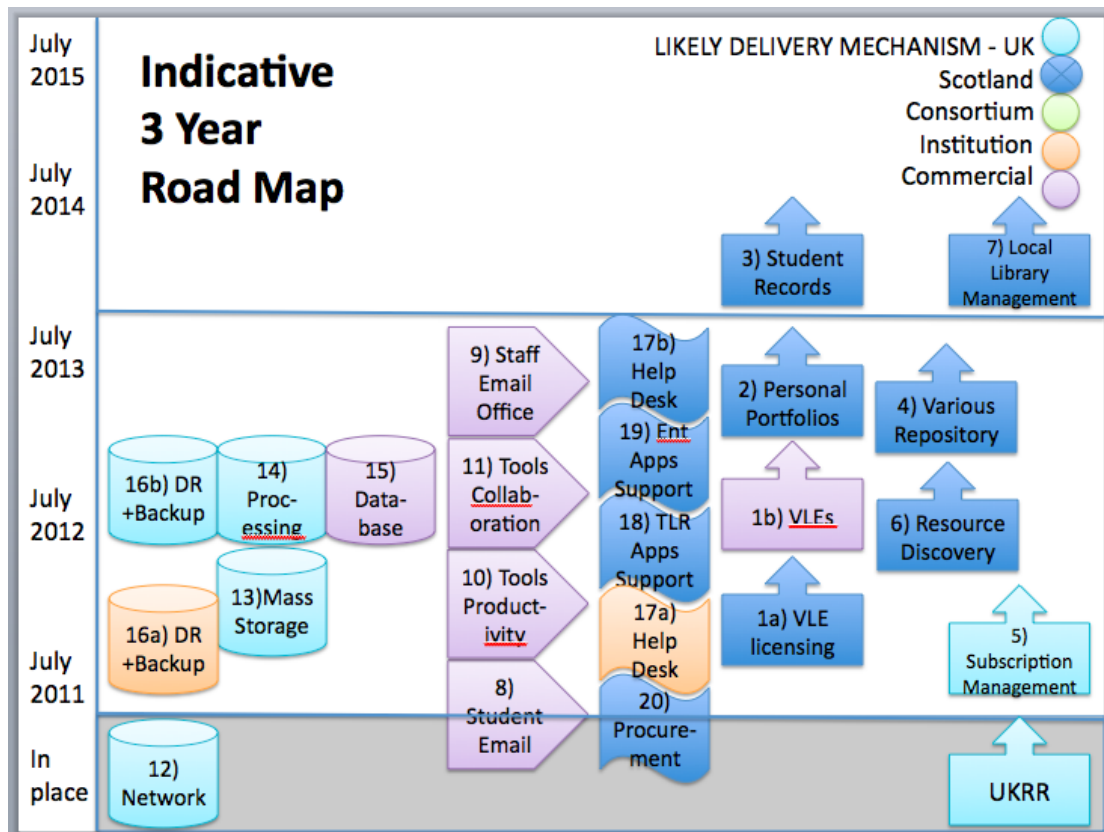 July
2015
July
2014
July
2013
July
2012
July
2011
In
place
Indicative
3 Year
Road Map
LIKELY DELIVERY MECHANISM - UK
Scotland
Consortium
Institution
Commercial
3) Student
Records
7) Local
Library
Management
9) Staff
Email
Office
17b)
Help
Desk
2) Personal
Portfolios
4) Various
Repository
16b) DR
+Backup
14)
Proc-
essing
15)
Data-
base
11) Tools
Collab-
oration
19) Ent
Apps
Support
1b) VLEs
6) Resource
Discovery
18) TLR
Apps
Support
16a) DR
+Backup
13)Mass
Storage
10) Tools
Product-
ivity
17a)
Help
Desk
1a) VLE
licensing
5)
Subscription
Management
8)
Student
Email
20)
Procure-
ment
12)
Network
UKRR